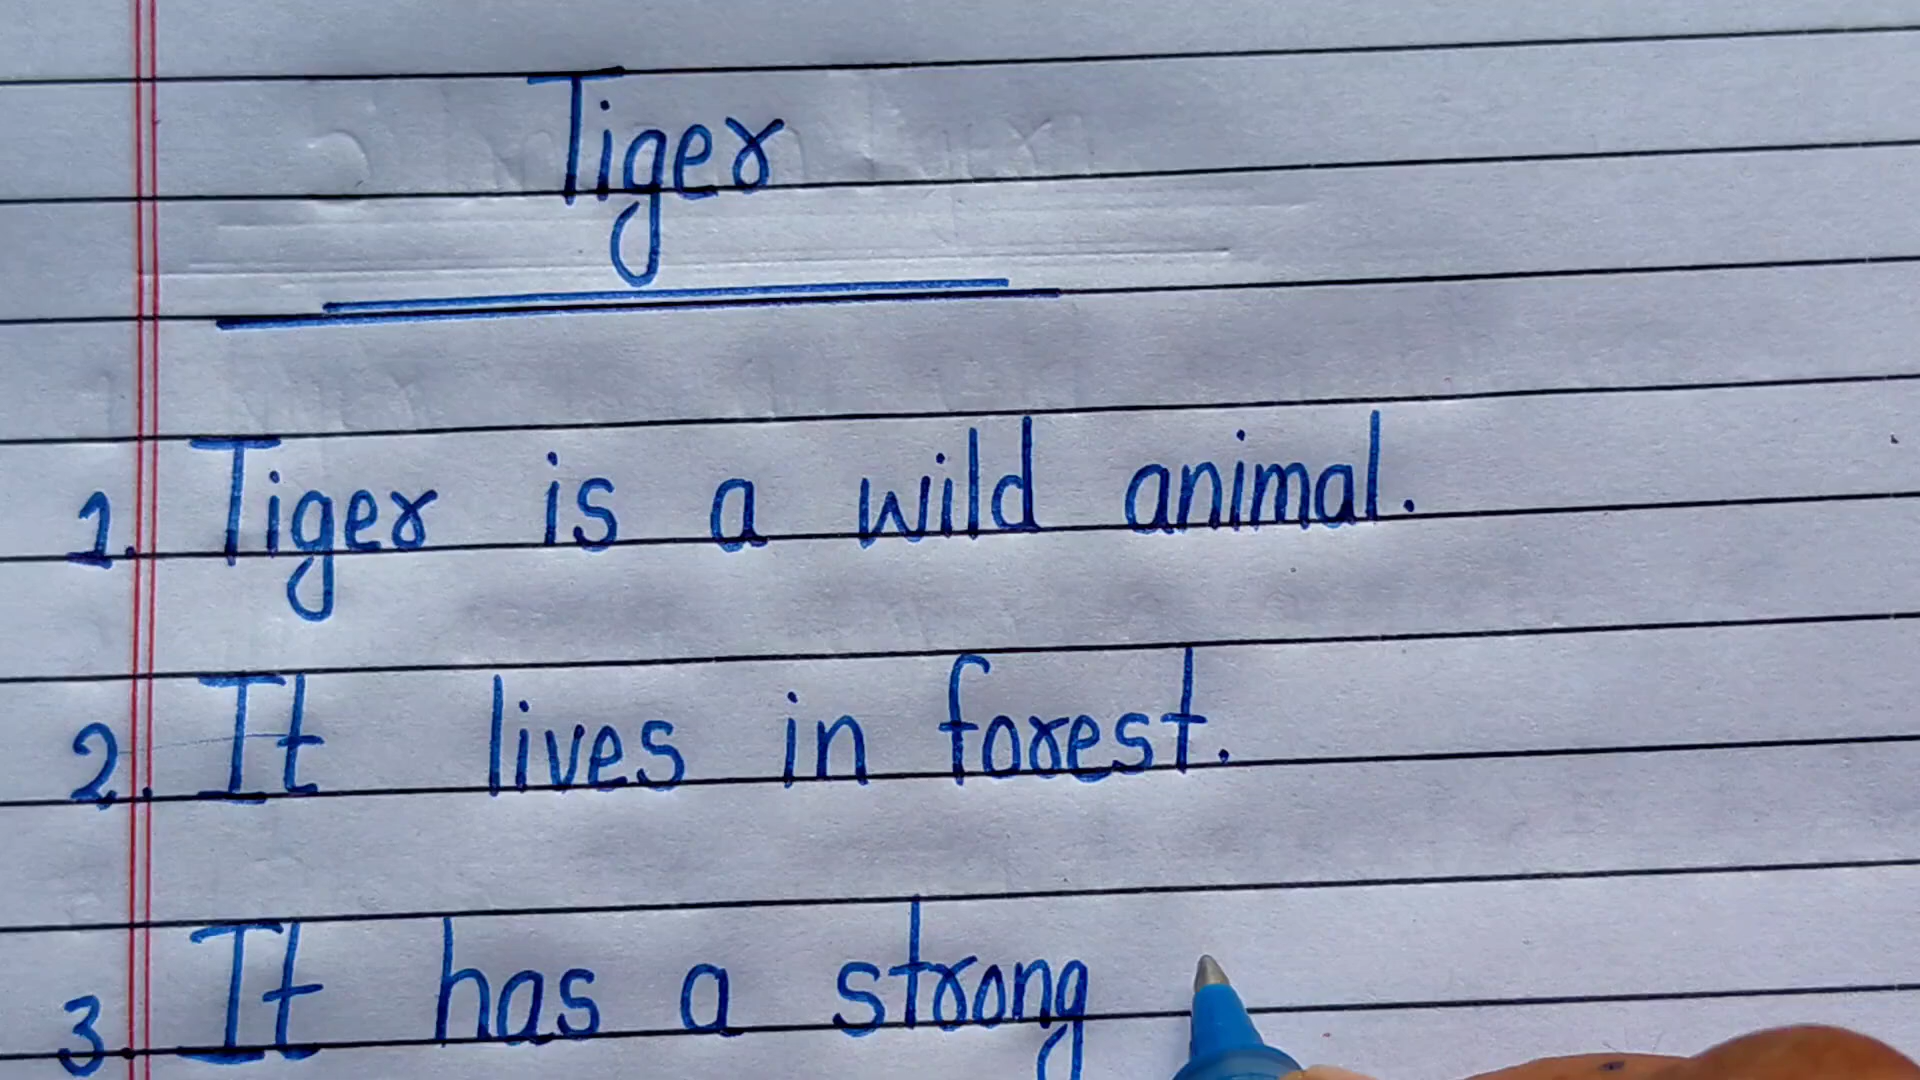 Tiger
1. Tiger is a wild animal.
2. It lives in forest.
3. It has a strong